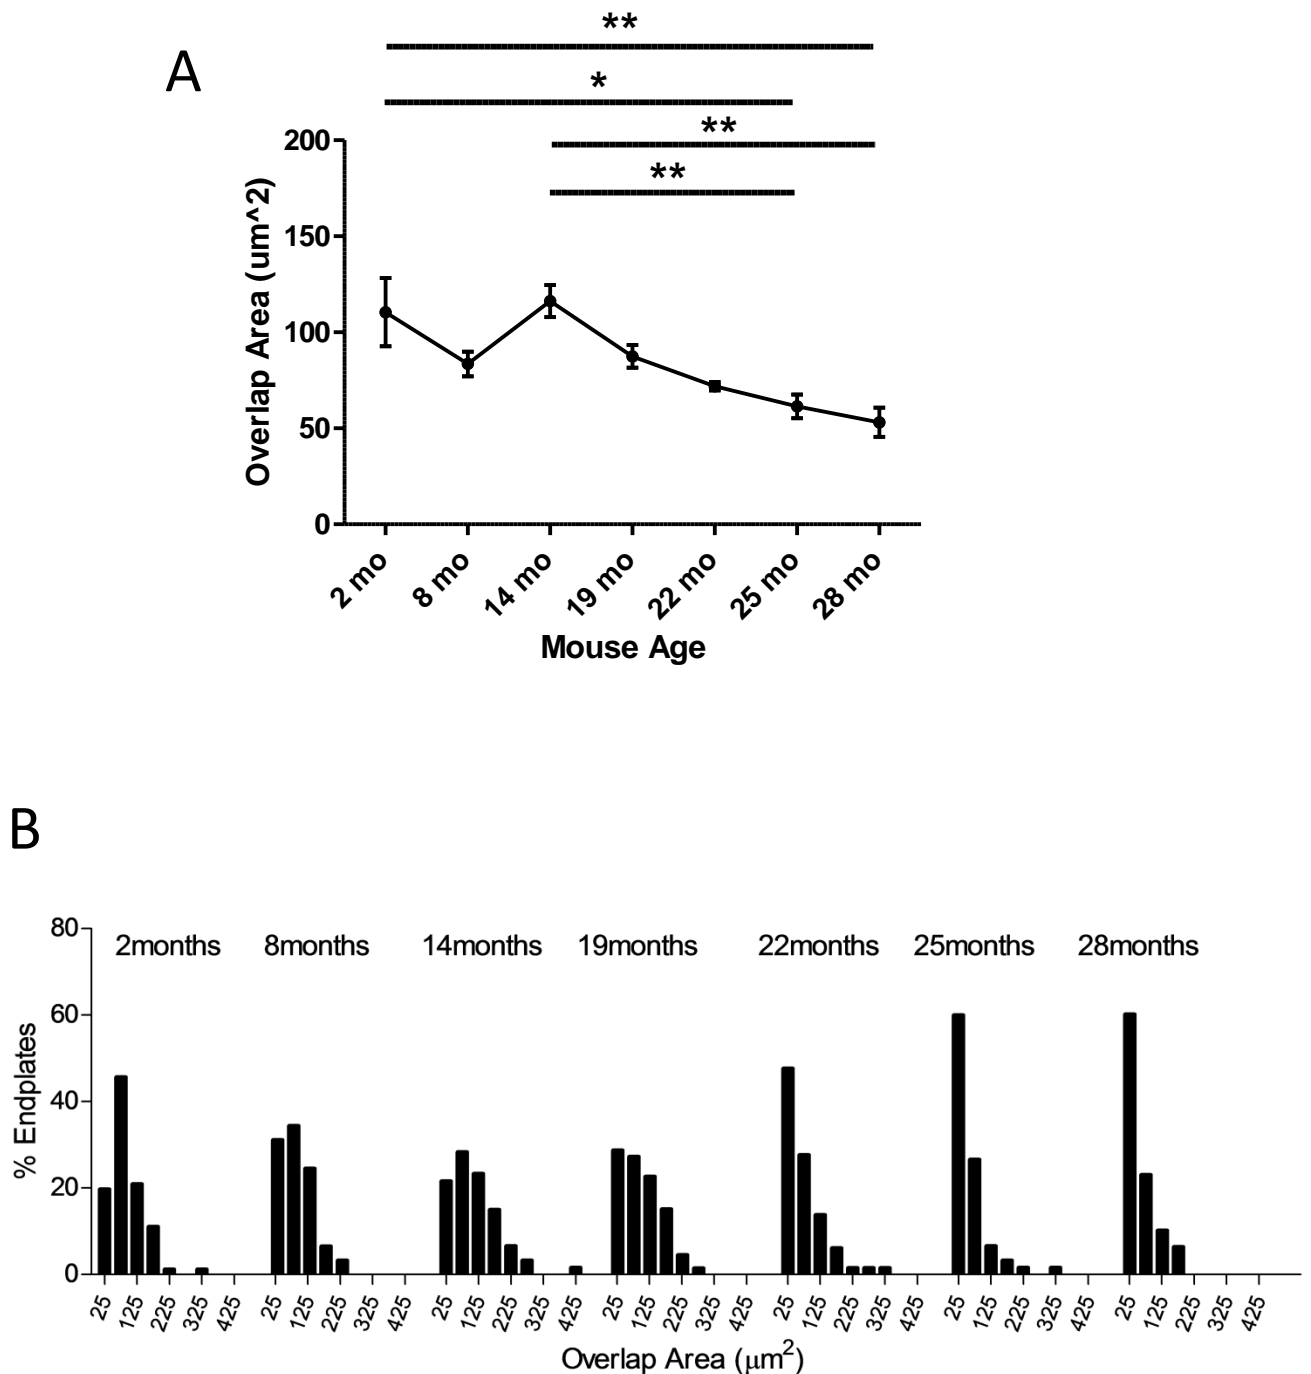 A
**
*
**
**
200
150
100
50
0
Overlap Area (um^2)
2 mo 8 mo 14 mo 19 mo 22 mo 25 mo 28 mo
Mouse Age
B
80
60
40
20
0
% Endplates
2months 8months 14months 19months 22months 25months 28months
25 125 225 325 425 25 125 225 325 425 25 125 225 325 425 25 125 225 325 425 25 125 225 325 425 25 125 225 325 425 25 125 225 325 425
Overlap Area (μm²)